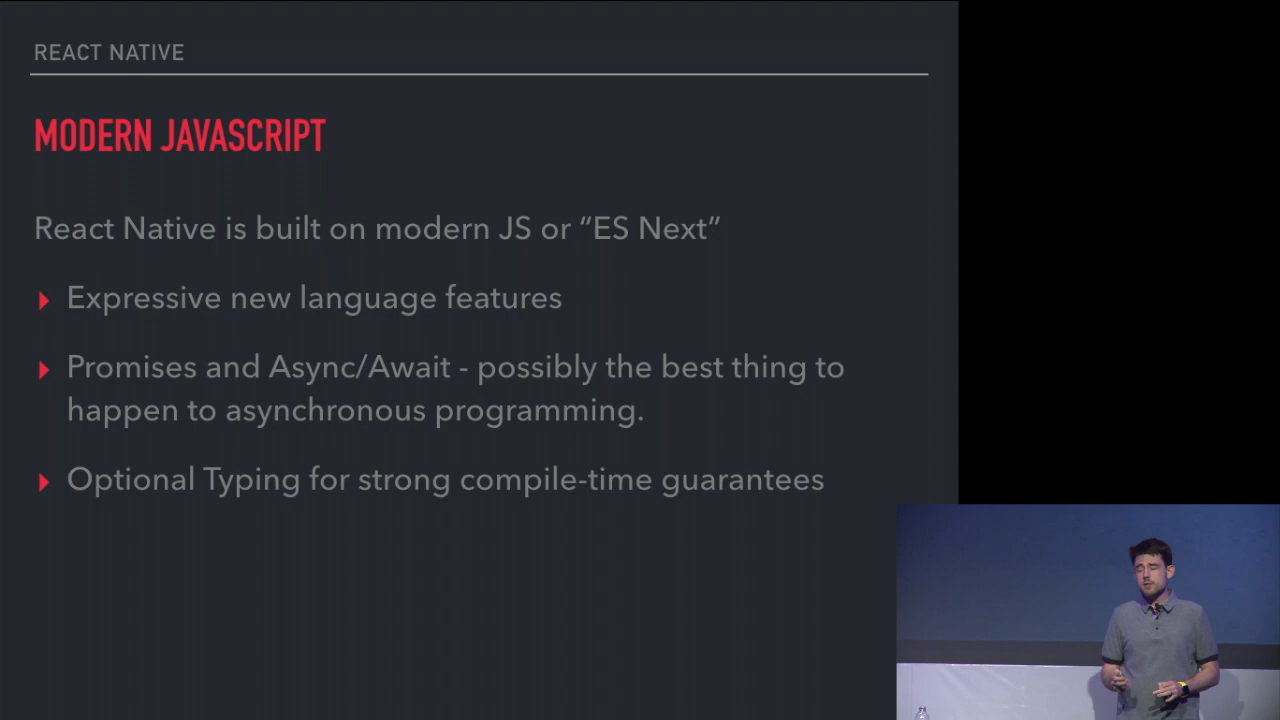 REACT NATIVE
MODERN JAVASCRIPT
React Native is built on modern JS or “ES Next”
Expressive new language features
Promises and Async/Await - possibly the best thing to
happen to asynchronous programming.
Optional Typing for strong compile-time guarantees